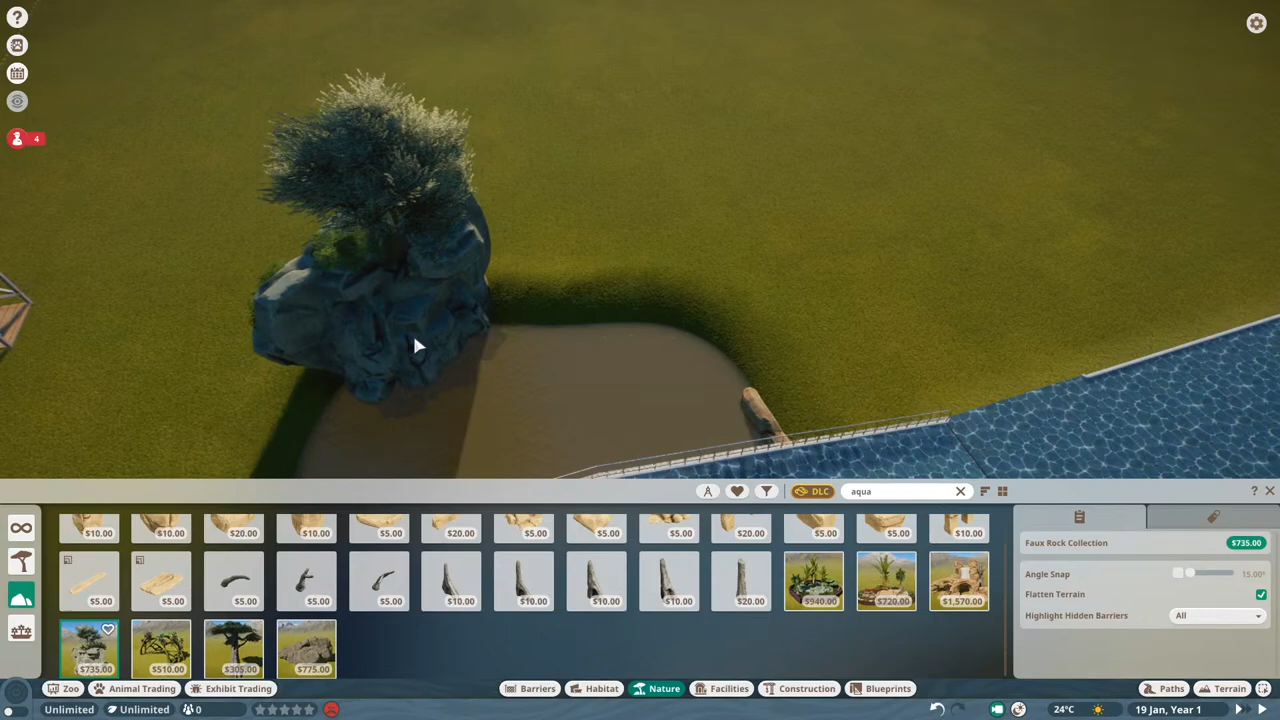 ?
4
DLC
aqua
?
$10.00 $10.00 $20.00 $10.00 $5.00 $20.00 $5.00 $5.00 $5.00 $20.00 $5.00 $5.00 $10.00
$5.00 $5.00 $5.00 $5.00 $5.00 $10.00 $10.00 $10.00 $10.00 $20.00 $940.00 $720.00 $1,570.00
$735.00 $510.00 $305.00 $775.00
Faux Rock Collection $735.00
Angle Snap 15.00°
Flatten Terrain
Highlight Hidden Barriers All
Zoo Animal Trading Exhibit Trading Barriers Habitat Nature Facilities Construction Blueprints Paths Terrain
Unlimited Unlimited 0 24°C 19 Jan, Year 1